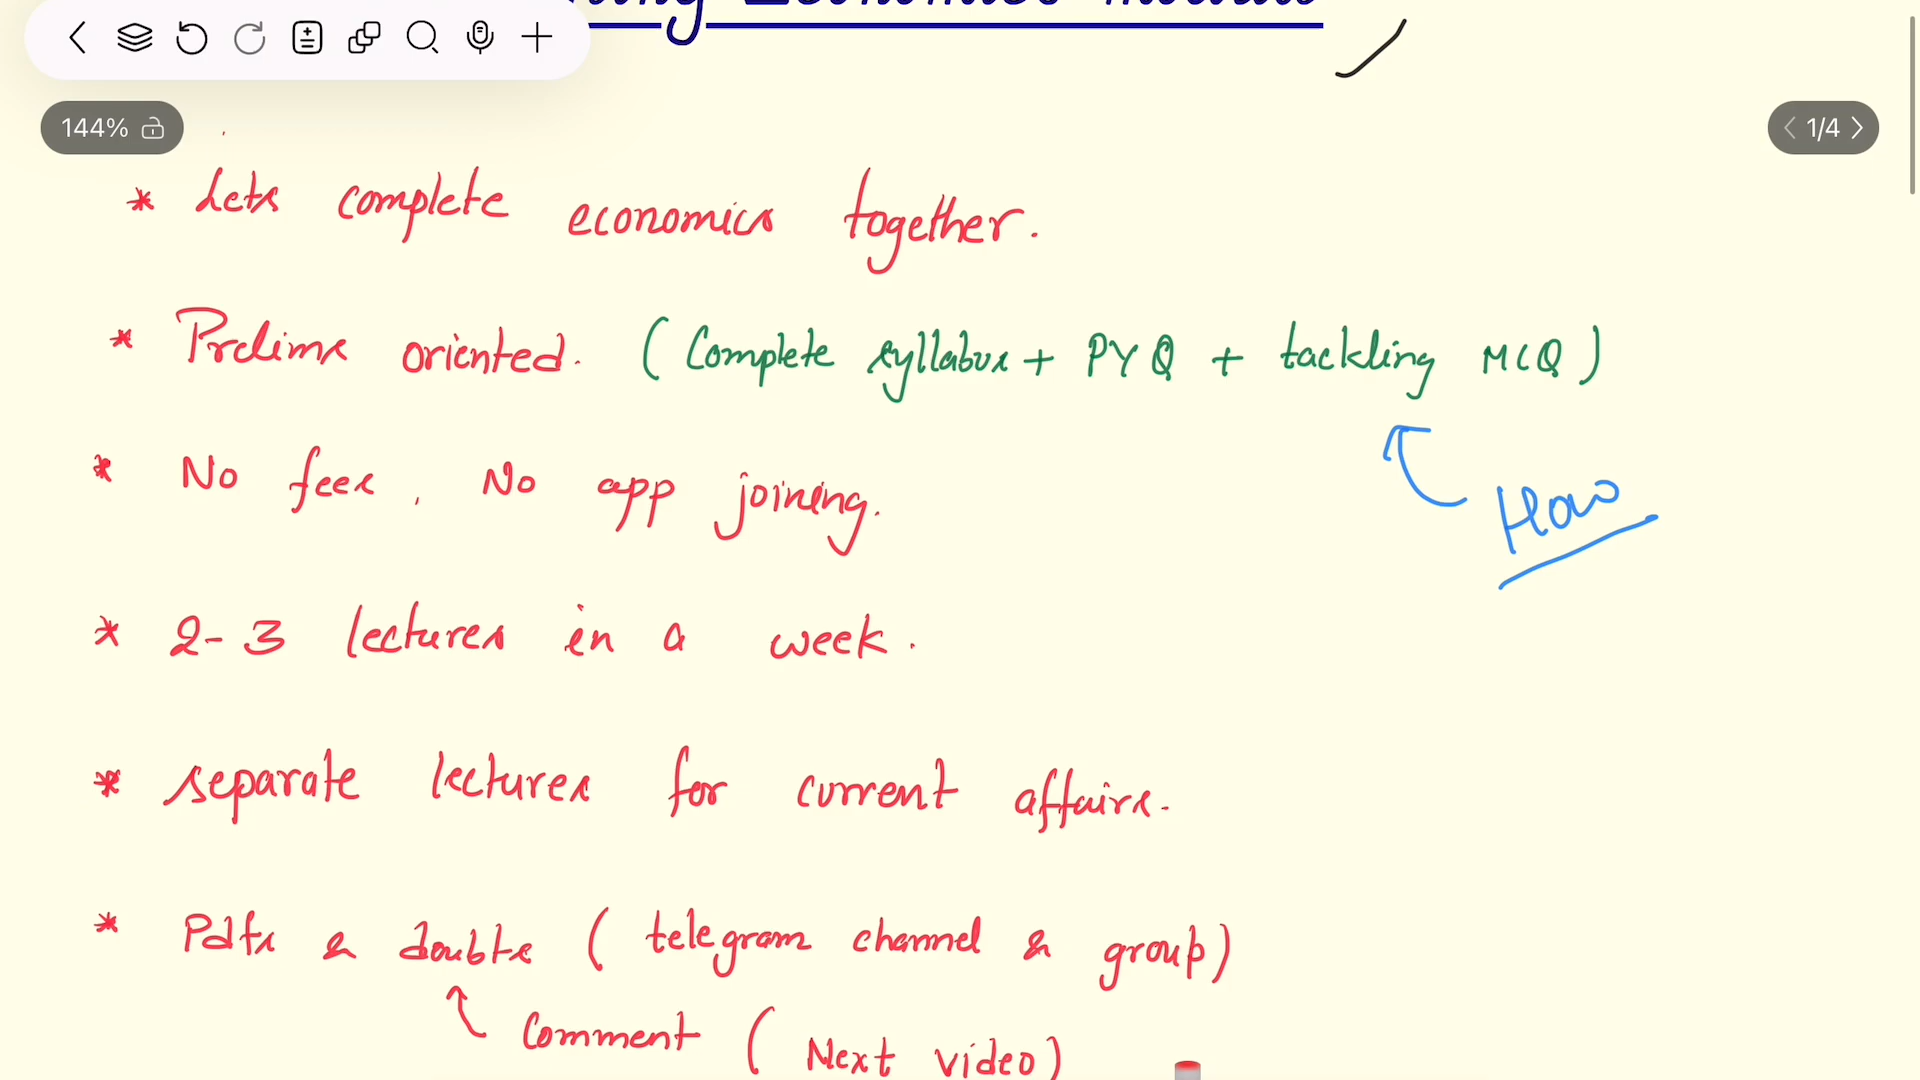 Economics
144%
1/4
* Lets complete economics together.
* Prelims oriented. (Complete syllabus + PYQ + tackling MCQ)
* No fees, No app joining.
How
* 2-3 lectures in a week.
* separate lectures for current affairs.
* Pdfs & doubts (telegram channel & group)
Comment (Next video)